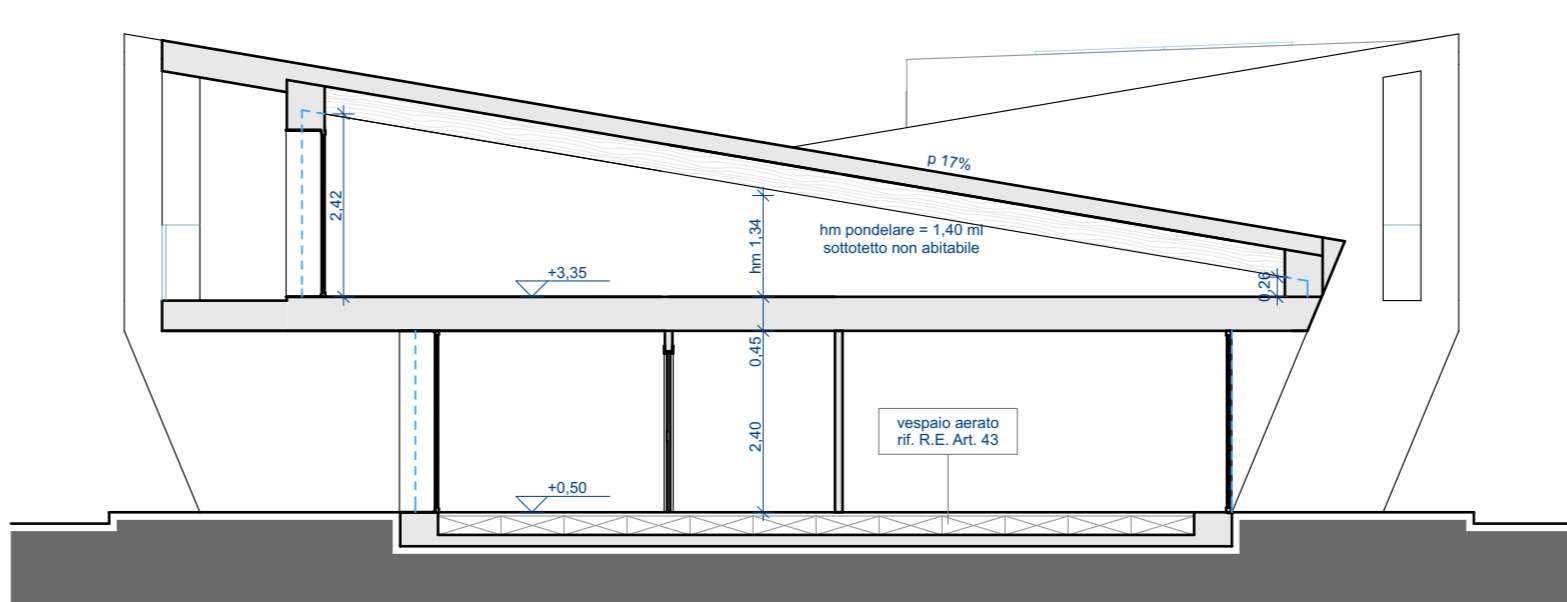 p 17%
2,42
hm 1,34
hm pondelare = 1,40 ml
sottotetto non abitabile
+3,35
0,26
0,45
2,40
vespaio aerato
rif. R.E. Art. 43
+0,50